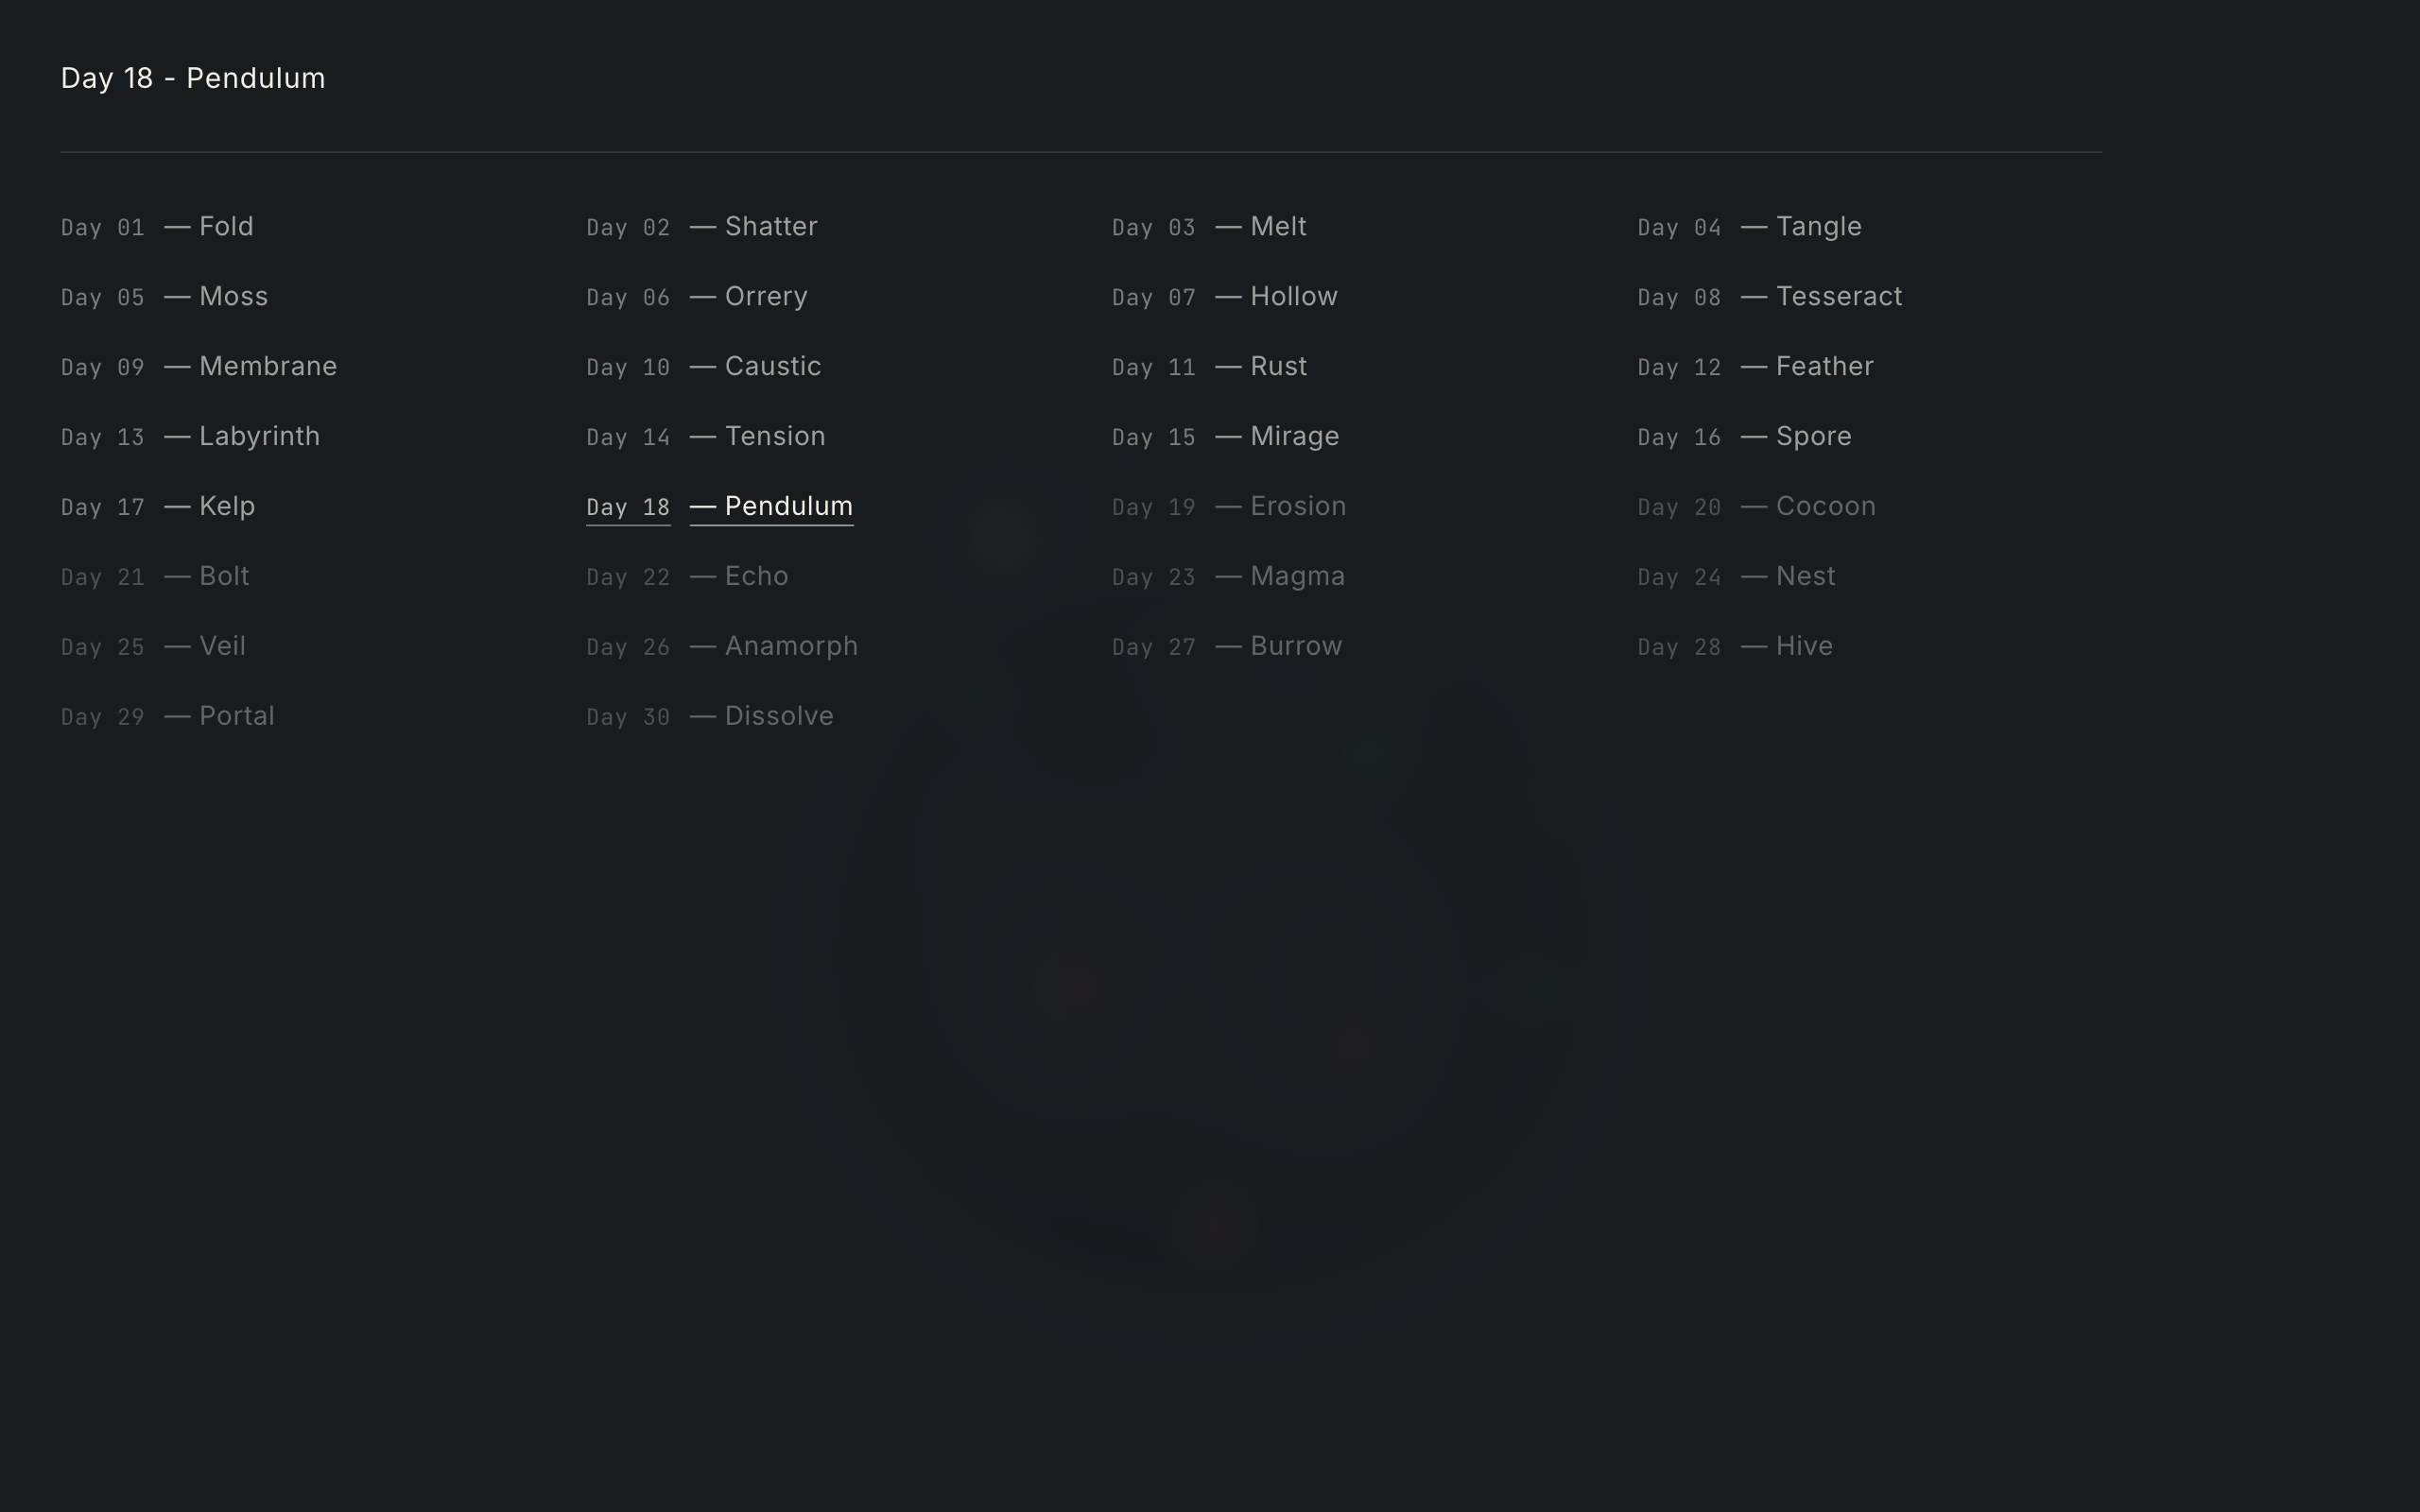 Day 18 - Pendulum
Day 01 — Fold
Day 02 — Shatter
Day 03 — Melt
Day 04 — Tangle
Day 05 — Moss
Day 06 — Orrery
Day 07 — Hollow
Day 08 — Tesseract
Day 09 — Membrane
Day 10 — Caustic
Day 11 — Rust
Day 12 — Feather
Day 13 — Labyrinth
Day 14 — Tension
Day 15 — Mirage
Day 16 — Spore
Day 17 — Kelp
Day 18 — Pendulum
Day 19 — Erosion
Day 20 — Cocoon
Day 21 — Bolt
Day 22 — Echo
Day 23 — Magma
Day 24 — Nest
Day 25 — Veil
Day 26 — Anamorph
Day 27 — Burrow
Day 28 — Hive
Day 29 — Portal
Day 30 — Dissolve